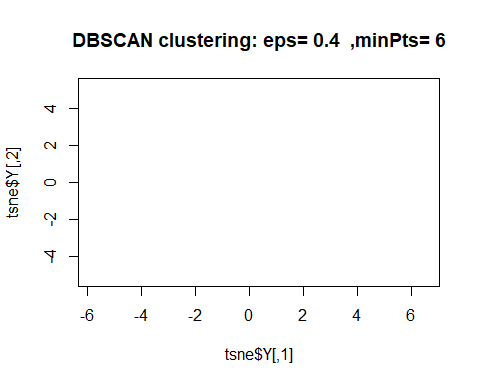 DBSCAN clustering: eps= 0.4  ,minPts= 6
tsne$Y[,2]
4
2
0
-2
-4
-6 -4 -2 0 2 4 6
tsne$Y[,1]